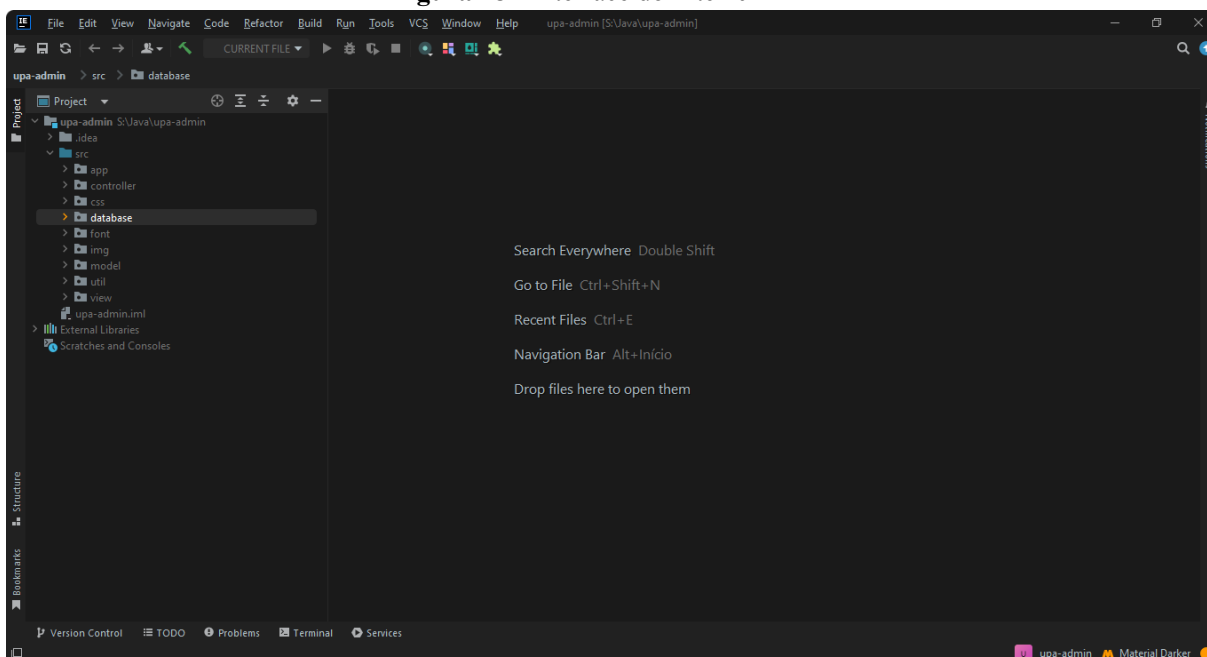 File Edit View Navigate Code Refactor Build Run Tools VCS Window Help upa-admin [S:\Java\upa-admin]
CURRENT FILE
upa-admin > src > database
Project
Project
upa-admin S:\Java\upa-admin
.idea
src
app
controller
css
database
font
img
model
util
view
upa-admin.iml
External Libraries
Scratches and Consoles
Search Everywhere Double Shift
Go to File Ctrl+Shift+N
Recent Files Ctrl+E
Navigation Bar Alt+Início
Drop files here to open them
Structure
Bookmarks
Version Control TODO Problems Terminal Services
U upa-admin Material Darker